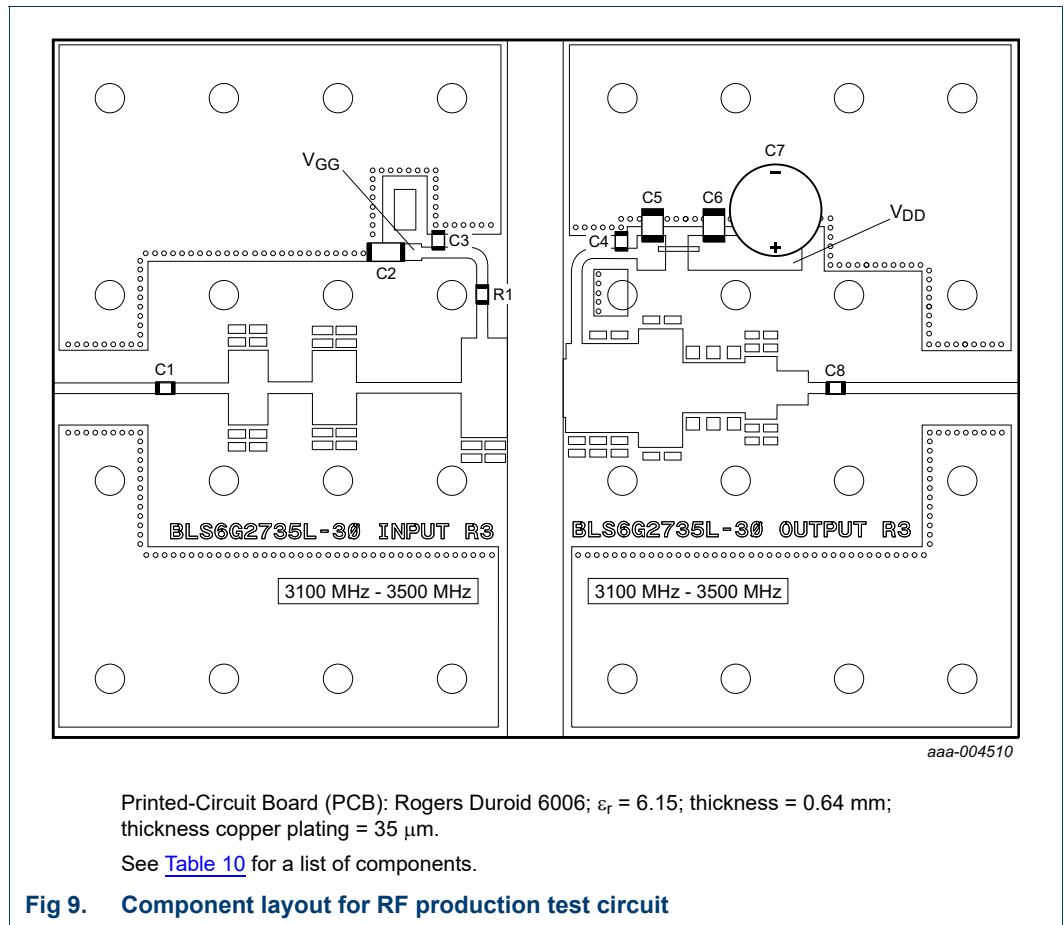 C7
VGG
C5
C6
VDD
C3
C4
C2
R1
C1
C8
BLS6G2735L-30 INPUT R3
BLS6G2735L-30 OUTPUT R3
3100 MHz - 3500 MHz
3100 MHz - 3500 MHz
aaa-004510
Printed-Circuit Board (PCB): Rogers Duroid 6006; εr = 6.15; thickness = 0.64 mm;
thickness copper plating = 35 μm.
See Table 10 for a list of components.
Fig 9. Component layout for RF production test circuit